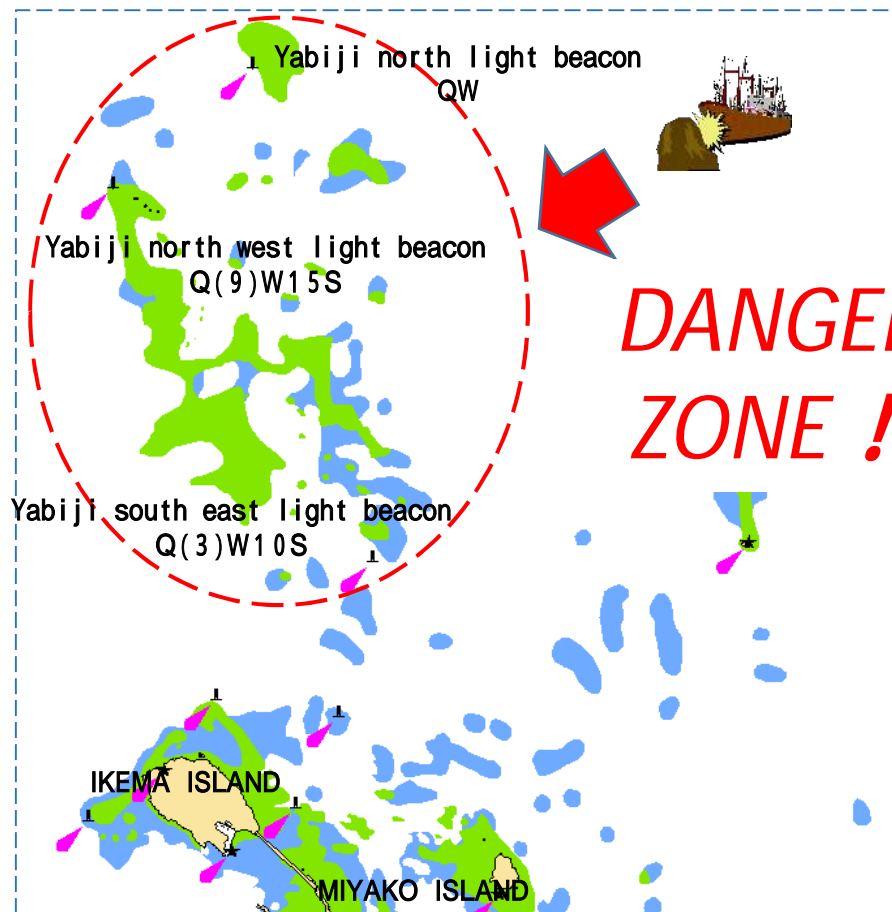 Yabiji north light beacon
QW
Yabiji north west light beacon
Q(9)W15S
DANGE
ZONE !
Yabiji south east light beacon
Q(3)W10S
IKEMA ISLAND
MIYAKO ISLAND